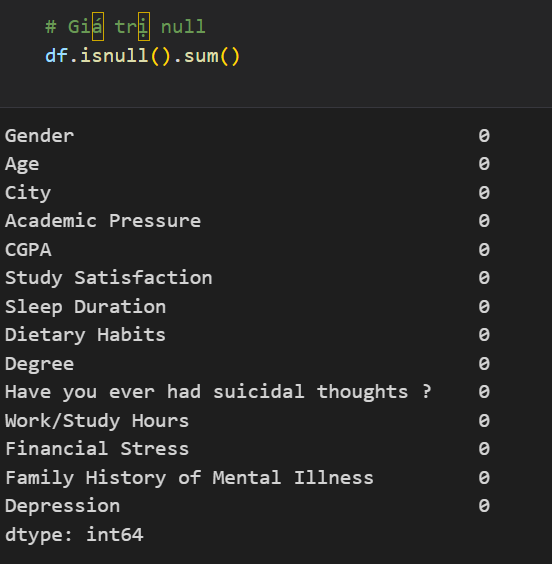 # Giá trị null
df.isnull().sum()
Gender 0
Age 0
City 0
Academic Pressure 0
CGPA 0
Study Satisfaction 0
Sleep Duration 0
Dietary Habits 0
Degree 0
Have you ever had suicidal thoughts ? 0
Work/Study Hours 0
Financial Stress 0
Family History of Mental Illness 0
Depression 0
dtype: int64